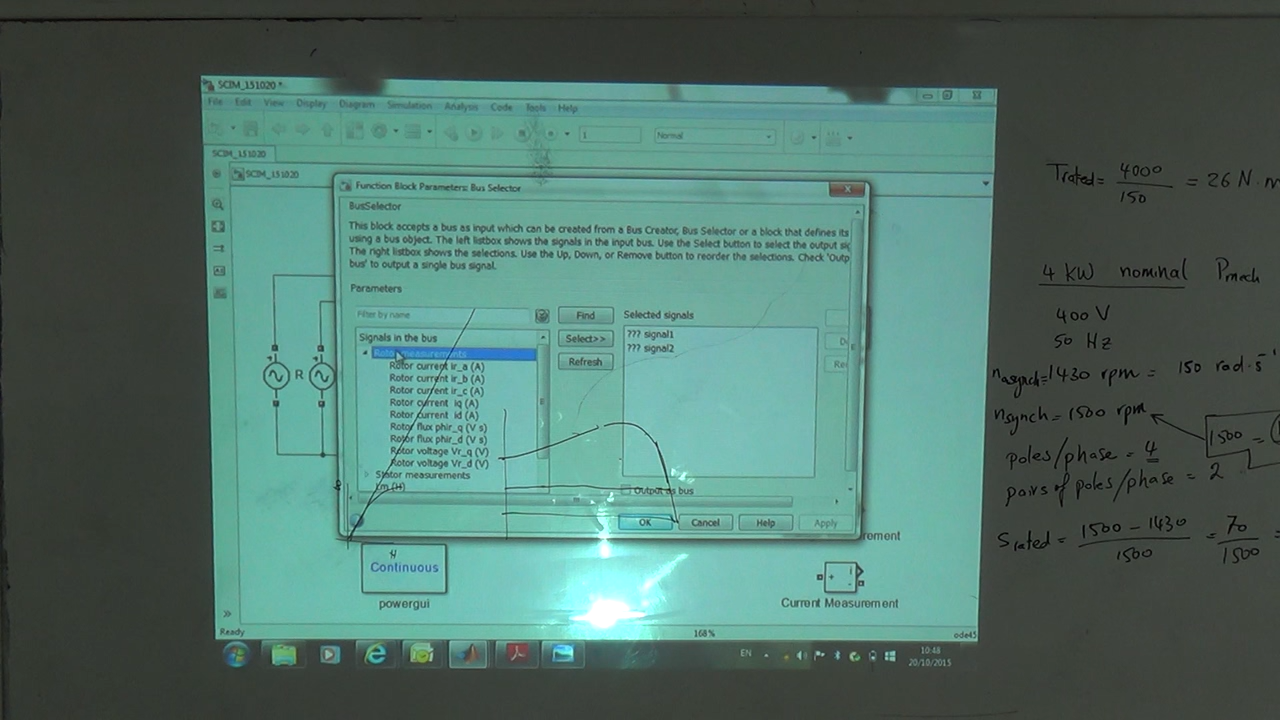 SCIM_151020 *
File Edit View Display Diagram Simulation Analysis Code Tools Help
1 Normal
SCIM_151020
SCIM_151020
Function Block Parameters: Bus Selector
BusSelector
This block accepts a bus as input which can be created from a Bus Creator, Bus Selector or a block that defines its
using a bus object. The left listbox shows the signals in the input bus. Use the Select button to select the output sig
The right listbox shows the selections. Use the Up, Down, or Remove button to reorder the selections. Check 'Outp
bus' to output a single bus signal.
Parameters
Filter by name
Find
Selected signals
Signals in the bus
Select>>
??? signal1
Rotor measurements
??? signal2
Refresh
Rotor current ir_a (A)
Rotor current ir_b (A)
Rotor current ir_c (A)
Rotor current iq (A)
Rotor current id (A)
Rotor flux phir_q (V s)
Rotor flux phir_d (V s)
Rotor voltage Vr_q (V)
Rotor voltage Vr_d (V)
Stator measurements
Lm (H)
Output as bus
OK Cancel Help Apply
R
Continuous
powergui
rement
Current Measurement
Ready 168% ode45
EN 10:48
20/10/2015
Trated = 4000 / 150 = 26 N.m
4 kW nominal Pmech
400 V
50 Hz
nasynch = 1430 rpm = 150 rad.s-1
nsynch = 1500 rpm
1500 =
poles/phase = 4
pairs of poles/phase = 2
Srated = 1500 - 1430 / 1500 = 70 / 1500 =